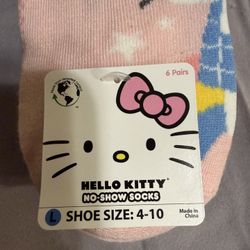 6 Pairs
HELLO KITTY
NO-SHOW SOCKS
L SHOE SIZE: 4-10
Made in
China